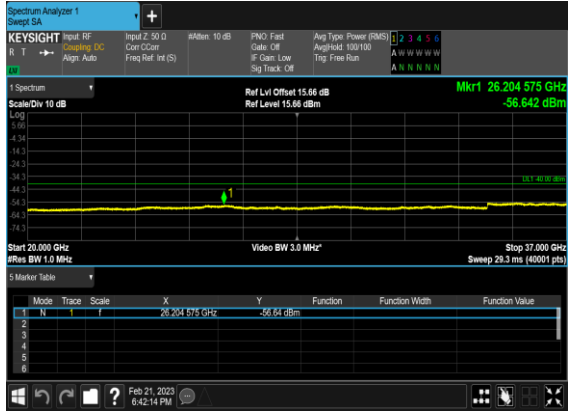 Spectrum Analyzer 1
Swept SA
+
KEYSIGHT Input: RF Input Z: 50 Ω #Atten: 10 dB PNO: Fast Avg Type: Power (RMS) 1 2 3 4 5 6
R T Coupling: DC Corr CCorr Gate: Off Avg|Hold: 100/100 A W W W W W
Align: Auto Freq Ref: Int (S) IF Gain: Low Trig: Free Run
LXI Sig Track: Off A N N N N N
1 Spectrum Ref Lvl Offset 15.66 dB Mkr1 26.204 575 GHz
Scale/Div 10 dB Ref Level 15.66 dBm -56.642 dBm
Log
5.66
-4.34
-14.3
-24.3
-34.3
DL1 -40.00 dBm
-44.3
1
-54.3
-64.3
-74.3
Start 20.000 GHz Video BW 3.0 MHz* Stop 37.000 GHz
#Res BW 1.0 MHz Sweep 29.3 ms (40001 pts)
5 Marker Table
Mode Trace Scale X Y Function Function Width Function Value
1 N 1 f 26.204 575 GHz -56.64 dBm
2
3
4
5
6
? Feb 21, 2023
6:42:14 PM